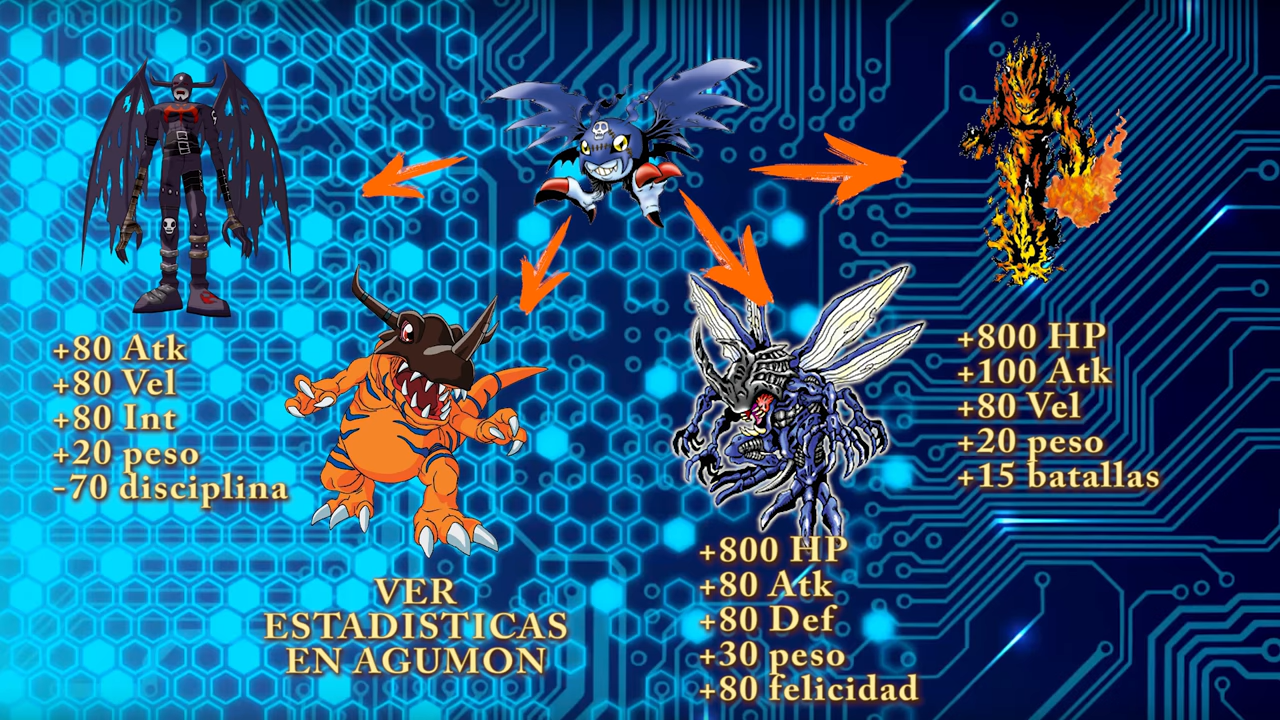 +80 Atk
+80 Vel
+80 Int
+20 peso
-70 disciplina
VER
ESTADISTICAS
EN AGUMON
+800 HP
+80 Atk
+80 Def
+30 peso
+80 felicidad
+800 HP
+100 Atk
+80 Vel
+20 peso
+15 batallas